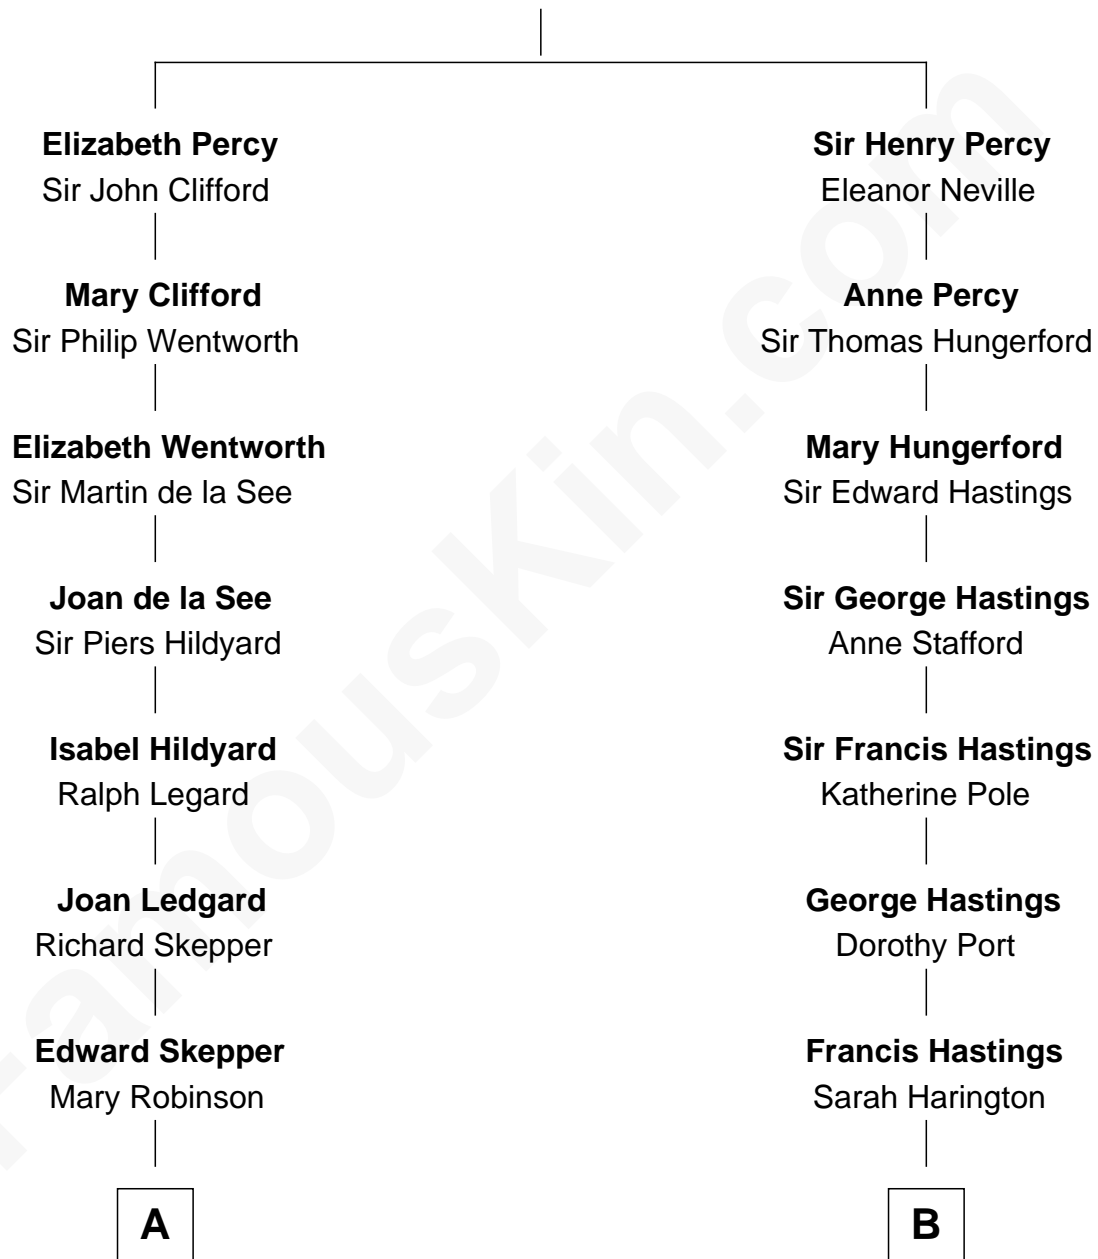 Elizabeth Percy
Sir John Clifford
Mary Clifford
Sir Philip Wentworth
Elizabeth Wentworth
Sir Martin de la See
Joan de la See
Sir Piers Hildyard
Isabel Hildyard
Ralph Legard
Joan Ledgard
Richard Skepper
Edward Skepper
Mary Robinson
A
Sir Henry Percy
Eleanor Neville
Anne Percy
Sir Thomas Hungerford
Mary Hungerford
Sir Edward Hastings
Sir George Hastings
Anne Stafford
Sir Francis Hastings
Katherine Pole
George Hastings
Dorothy Port
Francis Hastings
Sarah Harington
B
FamousKin.com